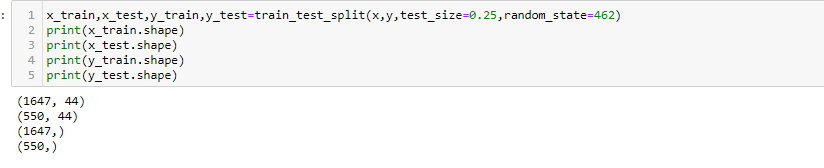 1 x_train,x_test,y_train,y_test=train_test_split(x,y,test_size=0.25,random_state=462)
2 print(x_train.shape)
3 print(x_test.shape)
4 print(y_train.shape)
5 print(y_test.shape)
(1647, 44)
(550, 44)
(1647,)
(550,)